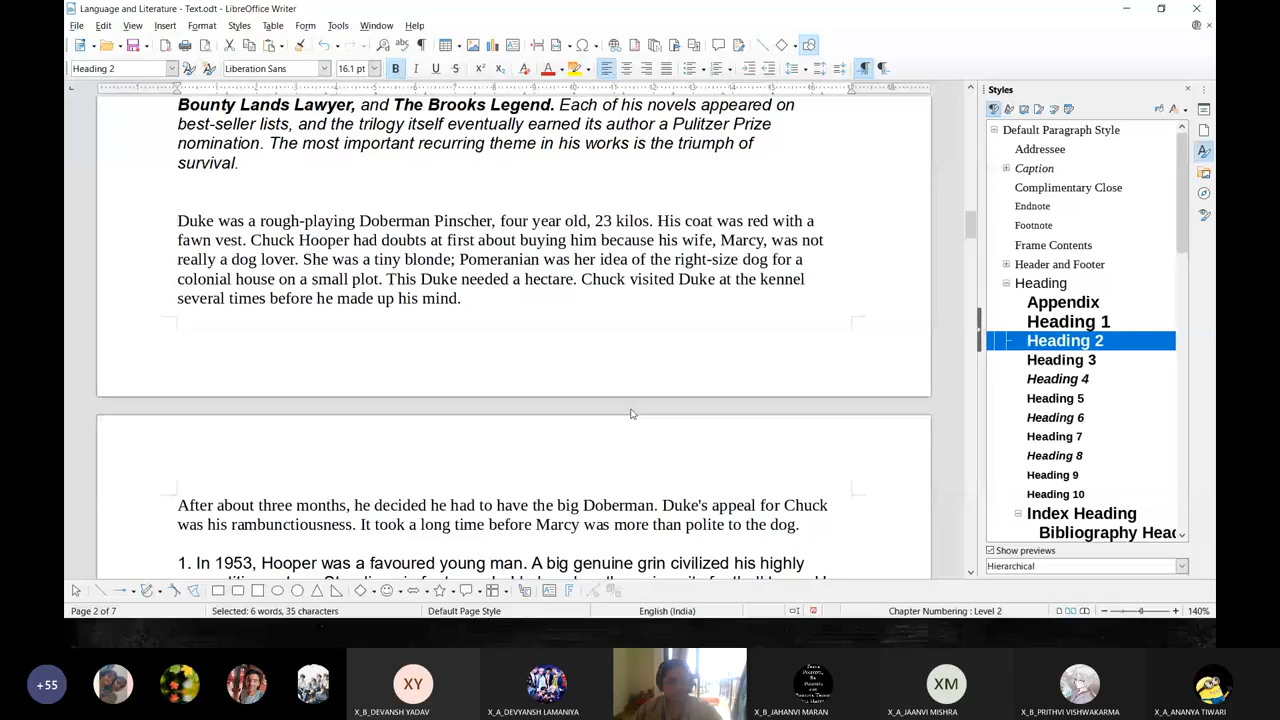 Language and Literature - Text.odt - LibreOffice Writer
File Edit View Insert Format Styles Table Form Tools Window Help
Heading 2 Liberation Sans 16.1 pt
Styles
Bounty Lands Lawyer, and The Brooks Legend. Each of his novels appeared on
best-seller lists, and the trilogy itself eventually earned its author a Pulitzer Prize
nomination. The most important recurring theme in his works is the triumph of
survival.
Duke was a rough-playing Doberman Pinscher, four year old, 23 kilos. His coat was red with a
fawn vest. Chuck Hooper had doubts at first about buying him because his wife, Marcy, was not
really a dog lover. She was a tiny blonde; Pomeranian was her idea of the right-size dog for a
colonial house on a small plot. This Duke needed a hectare. Chuck visited Duke at the kennel
several times before he made up his mind.
After about three months, he decided he had to have the big Doberman. Duke's appeal for Chuck
was his rambunctiousness. It took a long time before Marcy was more than polite to the dog.
1. In 1953, Hooper was a favoured young man. A big genuine grin civilized his highly
Default Paragraph Style
Addressee
Caption
Complimentary Close
Endnote
Footnote
Frame Contents
Header and Footer
Heading
Appendix
Heading 1
Heading 2
Heading 3
Heading 4
Heading 5
Heading 6
Heading 7
Heading 8
Heading 9
Heading 10
Index Heading
Bibliography Head
Show previews
Hierarchical
Page 2 of 7 Selected: 6 words, 35 characters Default Page Style English (India) Chapter Numbering : Level 2 140%
+55 XY XM
X_B_DEVANSH YADAV X_A_DEVYANSH LAMANIYA X_B_JAHANVI MARAN X_A_JAANVI MISHRA X_B_PRITHVI VISHWAKARMA X_A_ANANYA TIWARI